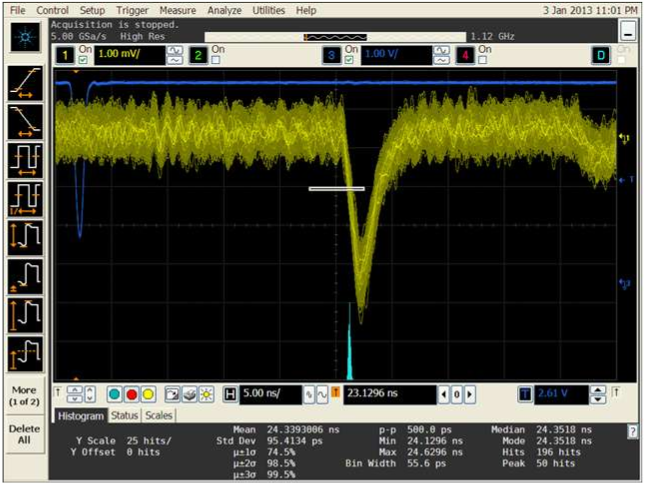 File Control Setup Trigger Measure Analyze Utilities Help 3 Jan 2013 11:01 PM
Acquisition is stopped.
5.00 GSa/s High Res 1.12 GHz
1 On 1.00 mV/ 2 On 3 On 1.00 V/ 4 On D On
T
More
(1 of 2)
Delete
All
H 5.00 ns/ T 23.1296 ns 0 T 2.61 V
Histogram Status Scales
Mean 24.3393006 ns p-p 500.0 ps Median 24.3518 ns
Y Scale 25 hits/ Std Dev 95.4134 ps Min 24.1296 ns Mode 24.3518 ns
Y Offset 0 hits μ±1σ 74.5% Max 24.6296 ns Hits 196 hits
μ±2σ 98.5% Bin Width 55.6 ps Peak 50 hits
μ±3σ 99.5%
?